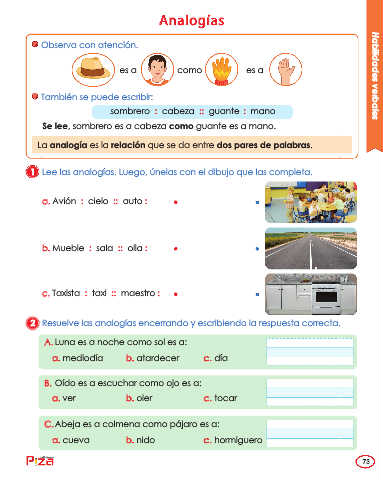 Analogías
Habilidades verbales
Observa con atención.
es a como es a
También se puede escribir:
sombrero : cabeza :: guante : mano
Se lee, sombrero es a cabeza como guante es a mano.
La analogía es la relación que se da entre dos pares de palabras.
1 Lee las analogías. Luego, únelas con el dibujo que las completa.
a. Avión : cielo :: auto :
b. Mueble : sala :: olla :
c. Taxista : taxi :: maestro :
2 Resuelve las analogías encerrando y escribiendo la respuesta correcta.
A. Luna es a noche como sol es a:
a. mediodía b. atardecer c. día
B. Oído es a escuchar como ojo es a:
a. ver b. oler c. tocar
C. Abeja es a colmena como pájaro es a:
a. cueva b. nido c. hormiguero
PIZa
73